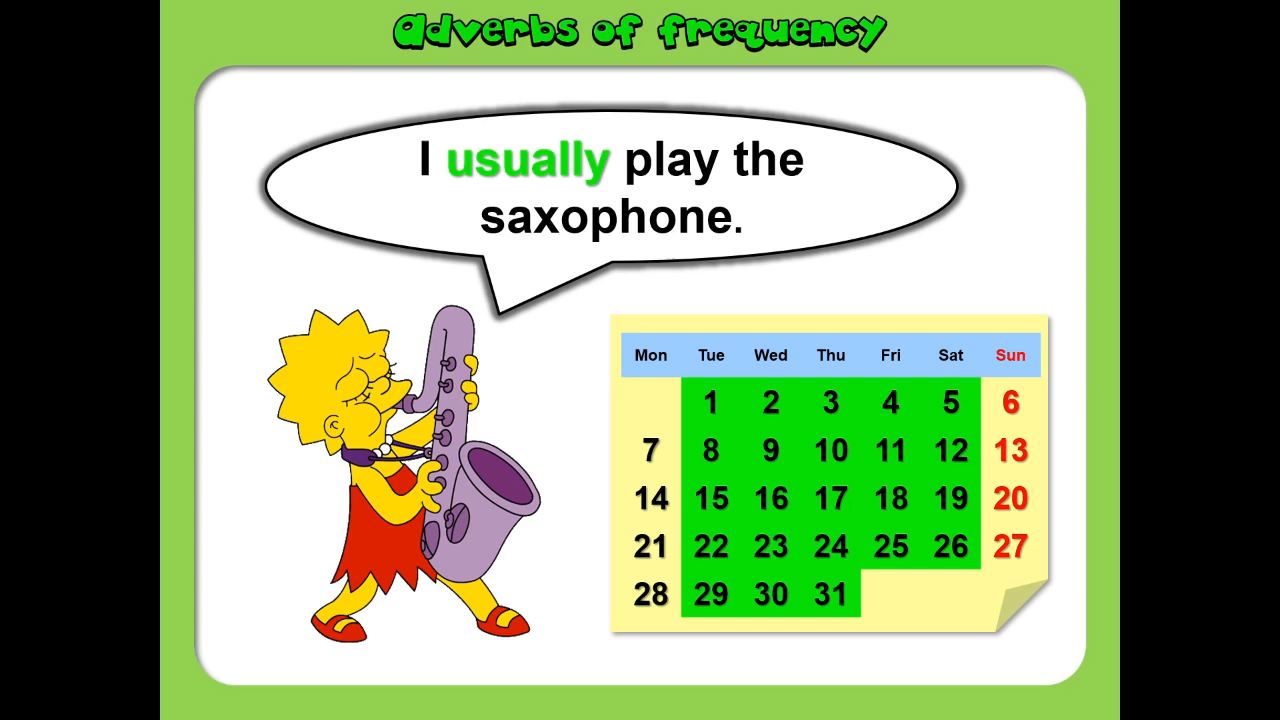 Adverbs of frequency
I usually play the
saxophone.
Mon Tue Wed Thu Fri Sat Sun
1 2 3 4 5 6
7 8 9 10 11 12 13
14 15 16 17 18 19 20
21 22 23 24 25 26 27
28 29 30 31